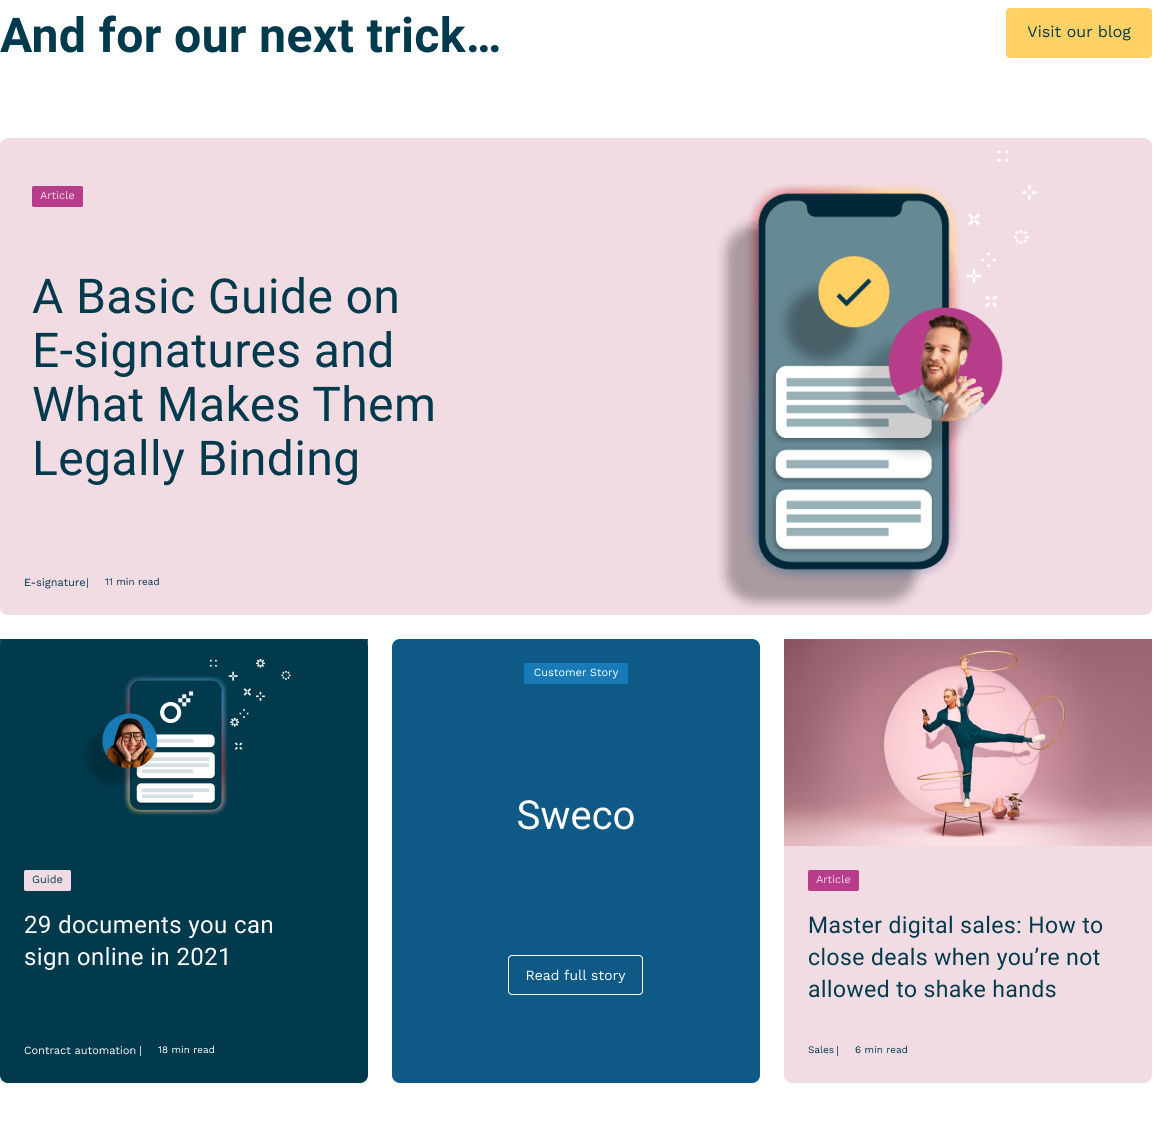 And for our next trick…
Visit our blog
Article
A Basic Guide on
E-signatures and
What Makes Them
Legally Binding
E-signature| 11 min read
Guide
29 documents you can
sign online in 2021
Contract automation | 18 min read
Customer Story
Sweco
Read full story
Article
Master digital sales: How to
close deals when you’re not
allowed to shake hands
Sales | 6 min read